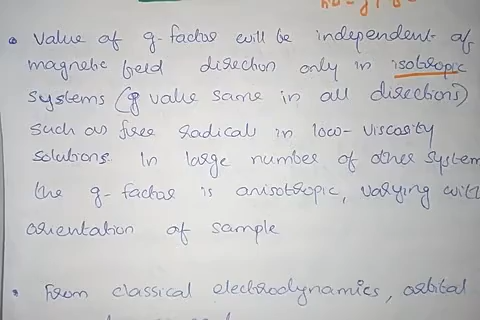 • Value of g-factor will be independent of
magnetic field direction only in isotropic
systems (g value same in all directions)
such as free radical in low-viscosity
solutions. In large number of other system
the g-factor is anisotropic, varying with
orientation of sample
• From classical electrodynamics, orbital